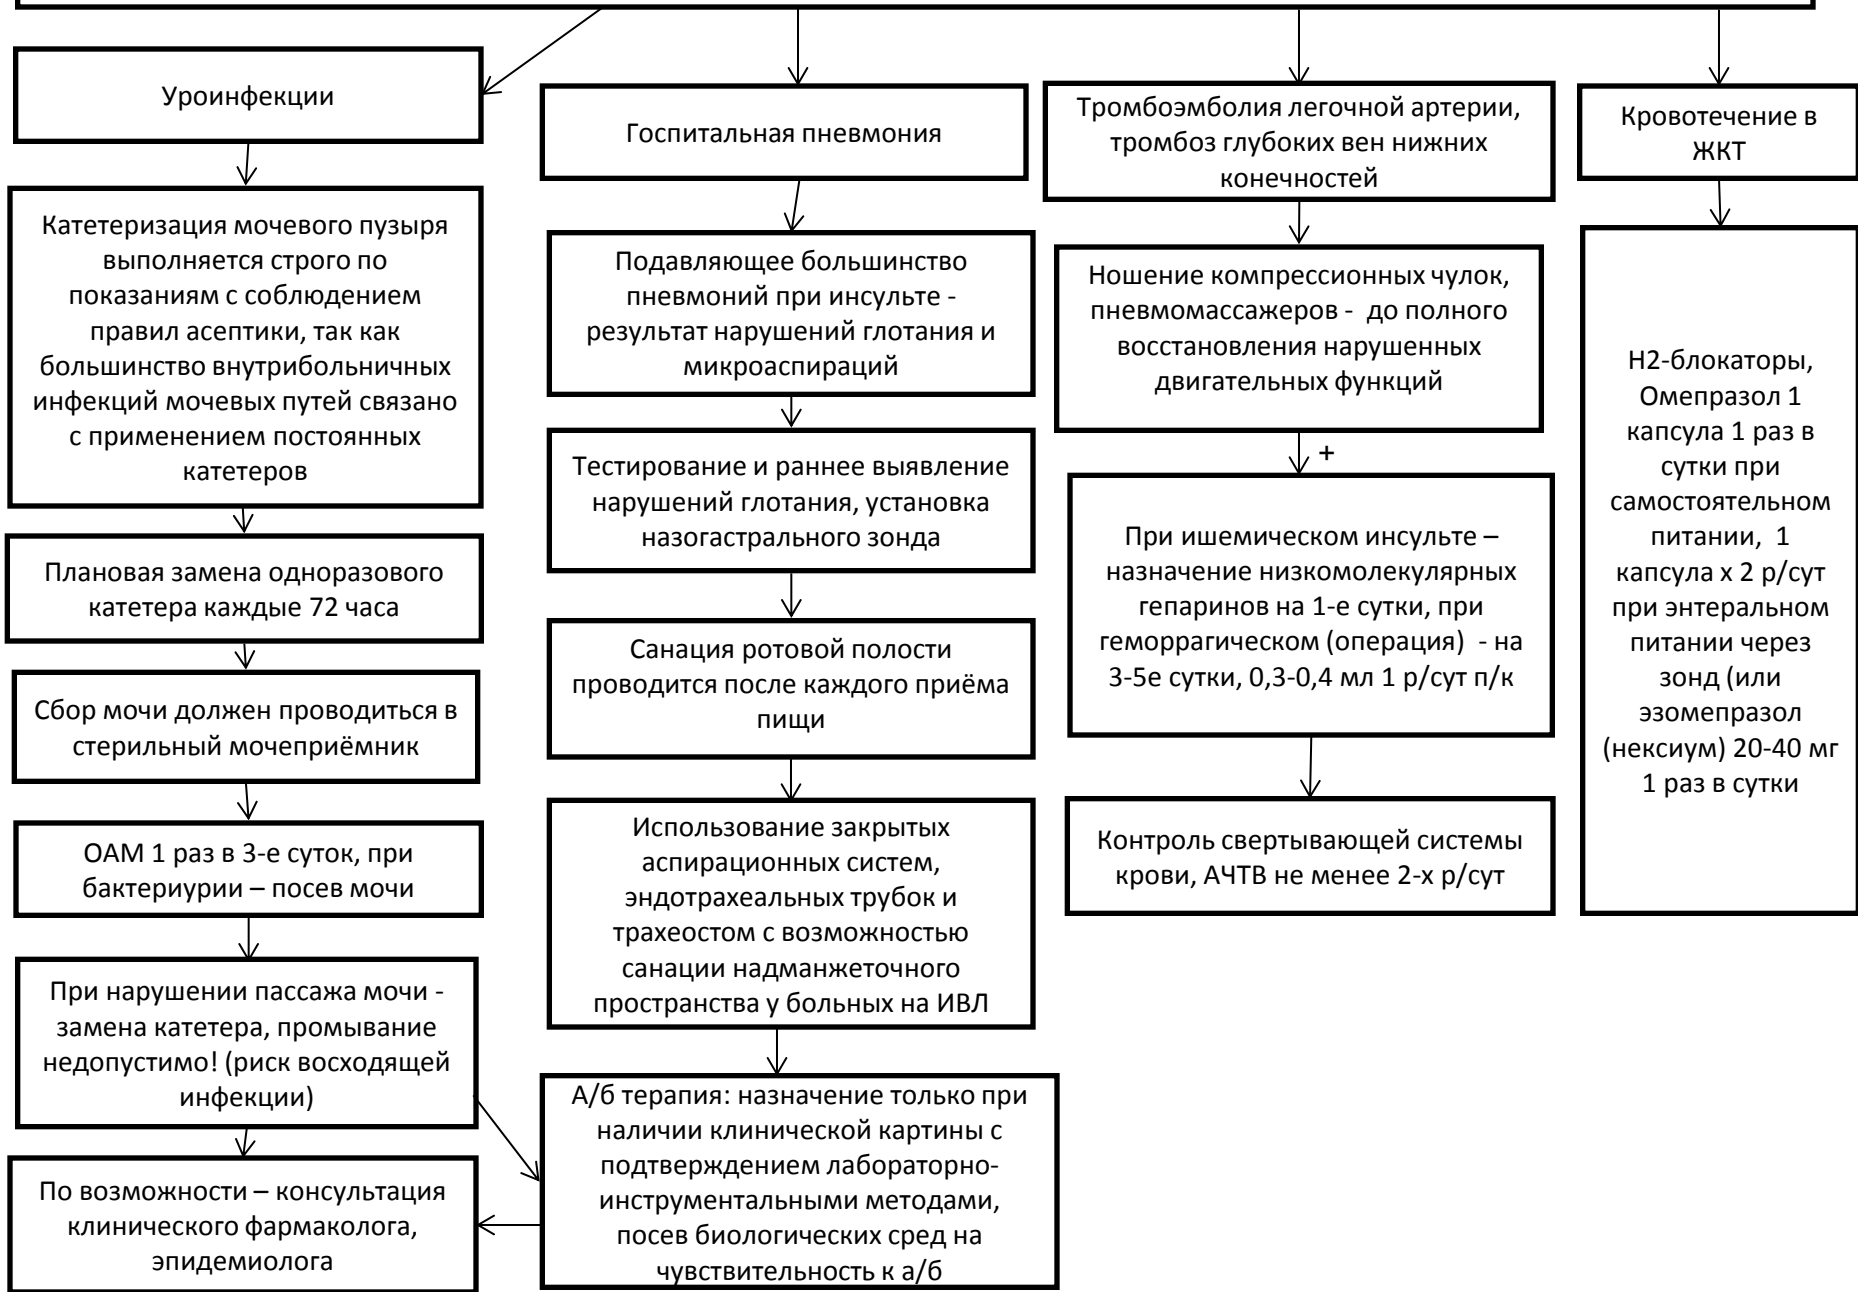 Уроинфекции
Катетеризация мочевого пузыря
выполняется строго по
показаниям с соблюдением
правил асептики, так как
большинство внутрибольничных
инфекций мочевых путей связано
с применением постоянных
катетеров
Плановая замена одноразового
катетера каждые 72 часа
Сбор мочи должен проводиться в
стерильный мочеприёмник
ОАМ 1 раз в 3-е суток, при
бактериурии – посев мочи
При нарушении пассажа мочи -
замена катетера, промывание
недопустимо! (риск восходящей
инфекции)
По возможности – консультация
клинического фармаколога,
эпидемиолога
Госпитальная пневмония
Подавляющее большинство
пневмоний при инсульте -
результат нарушений глотания и
микроаспираций
Тестирование и раннее выявление
нарушений глотания, установка
назогастрального зонда
Санация ротовой полости
проводится после каждого приёма
пищи
Использование закрытых
аспирационных систем,
эндотрахеальных трубок и
трахеостом с возможностью
санации надманжеточного
пространства у больных на ИВЛ
А/б терапия: назначение только при
наличии клинической картины с
подтверждением лабораторно-
инструментальными методами,
посев биологических сред на
чувствительность к а/б
Тромбоэмболия легочной артерии,
тромбоз глубоких вен нижних
конечностей
Ношение компрессионных чулок,
пневмомассажеров - до полного
восстановления нарушенных
двигательных функций
+
При ишемическом инсульте –
назначение низкомолекулярных
гепаринов на 1-е сутки, при
геморрагическом (операция) - на
3-5е сутки, 0,3-0,4 мл 1 р/сут п/к
Контроль свертывающей системы
крови, АЧТВ не менее 2-х р/сут
Кровотечение в
ЖКТ
Н2-блокаторы,
Омепразол 1
капсула 1 раз в
сутки при
самостоятельном
питании, 1
капсула х 2 р/сут
при энтеральном
питании через
зонд (или
эзомепразол
(нексиум) 20-40 мг
1 раз в сутки